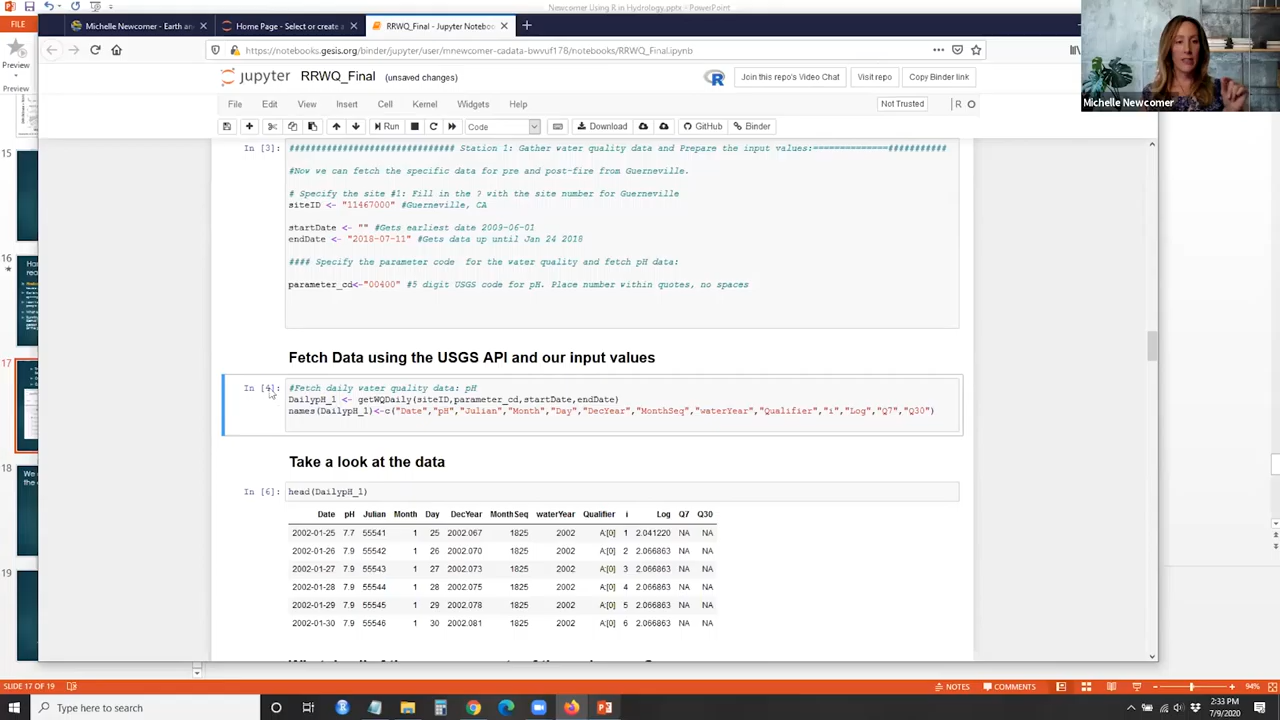 Newcomer Using R in Hydrology.pptx - PowerPoint
FILE
Michelle Newcomer - Earth an
Home Page - Select or create a
RRWQ_Final - Jupyter Noteboo
https://notebooks.gesis.org/binder/jupyter/user/mnewcomer-cadata-bwvuf178/notebooks/RRWQ_Final.ipynb
Michelle Newcomer
Preview
Preview
jupyter RRWQ_Final (unsaved changes)
Join this repo's Video Chat
Visit repo
Copy Binder link
File Edit View Insert Cell Kernel Widgets Help
Not Trusted
R
Run
Code
Download
GitHub
Binder
In [3]:
############################# Station 1: Gather water quality data and Prepare the input values:==============###########
#Now we can fetch the specific data for pre and post-fire from Guerneville.
# Specify the site #1: Fill in the ? with the site number for Guerneville
siteID <- "11467000" #Guerneville, CA
startDate <- "" #Gets earliest date 2009-06-01
endDate <- "2018-07-11" #Gets data up until Jan 24 2018
#### Specify the parameter code for the water quality and fetch pH data:
parameter_cd<-"00400" #5 digit USGS code for pH. Place number within quotes, no spaces
Fetch Data using the USGS API and our input values
In [4]:
#Fetch daily water quality data: pH
DailypH_1 <- getWQDaily(siteID,parameter_cd,startDate,endDate)
names(DailypH_1)<-c("Date","pH","Julian","Month","Day","DecYear","MonthSeq","waterYear","Qualifier","i","Log","Q7","Q30")
Take a look at the data
In [6]: head(DailypH_1)
Date pH Julian Month Day DecYear MonthSeq waterYear Qualifier i Log Q7 Q30
2002-01-25 7.7 55541 1 25 2002.067 1825 2002 A:[0] 1 2.041220 NA NA
2002-01-26 7.9 55542 1 26 2002.070 1825 2002 A:[0] 2 2.066863 NA NA
2002-01-27 7.9 55543 1 27 2002.073 1825 2002 A:[0] 3 2.066863 NA NA
2002-01-28 7.9 55544 1 28 2002.075 1825 2002 A:[0] 4 2.066863 NA NA
2002-01-29 7.9 55545 1 29 2002.078 1825 2002 A:[0] 5 2.066863 NA NA
2002-01-30 7.9 55546 1 30 2002.081 1825 2002 A:[0] 6 2.066863 NA NA
15
16
17
18
19
SLIDE 17 OF 19
NOTES
COMMENTS
94%
Type here to search
2:33 PM
7/9/2020